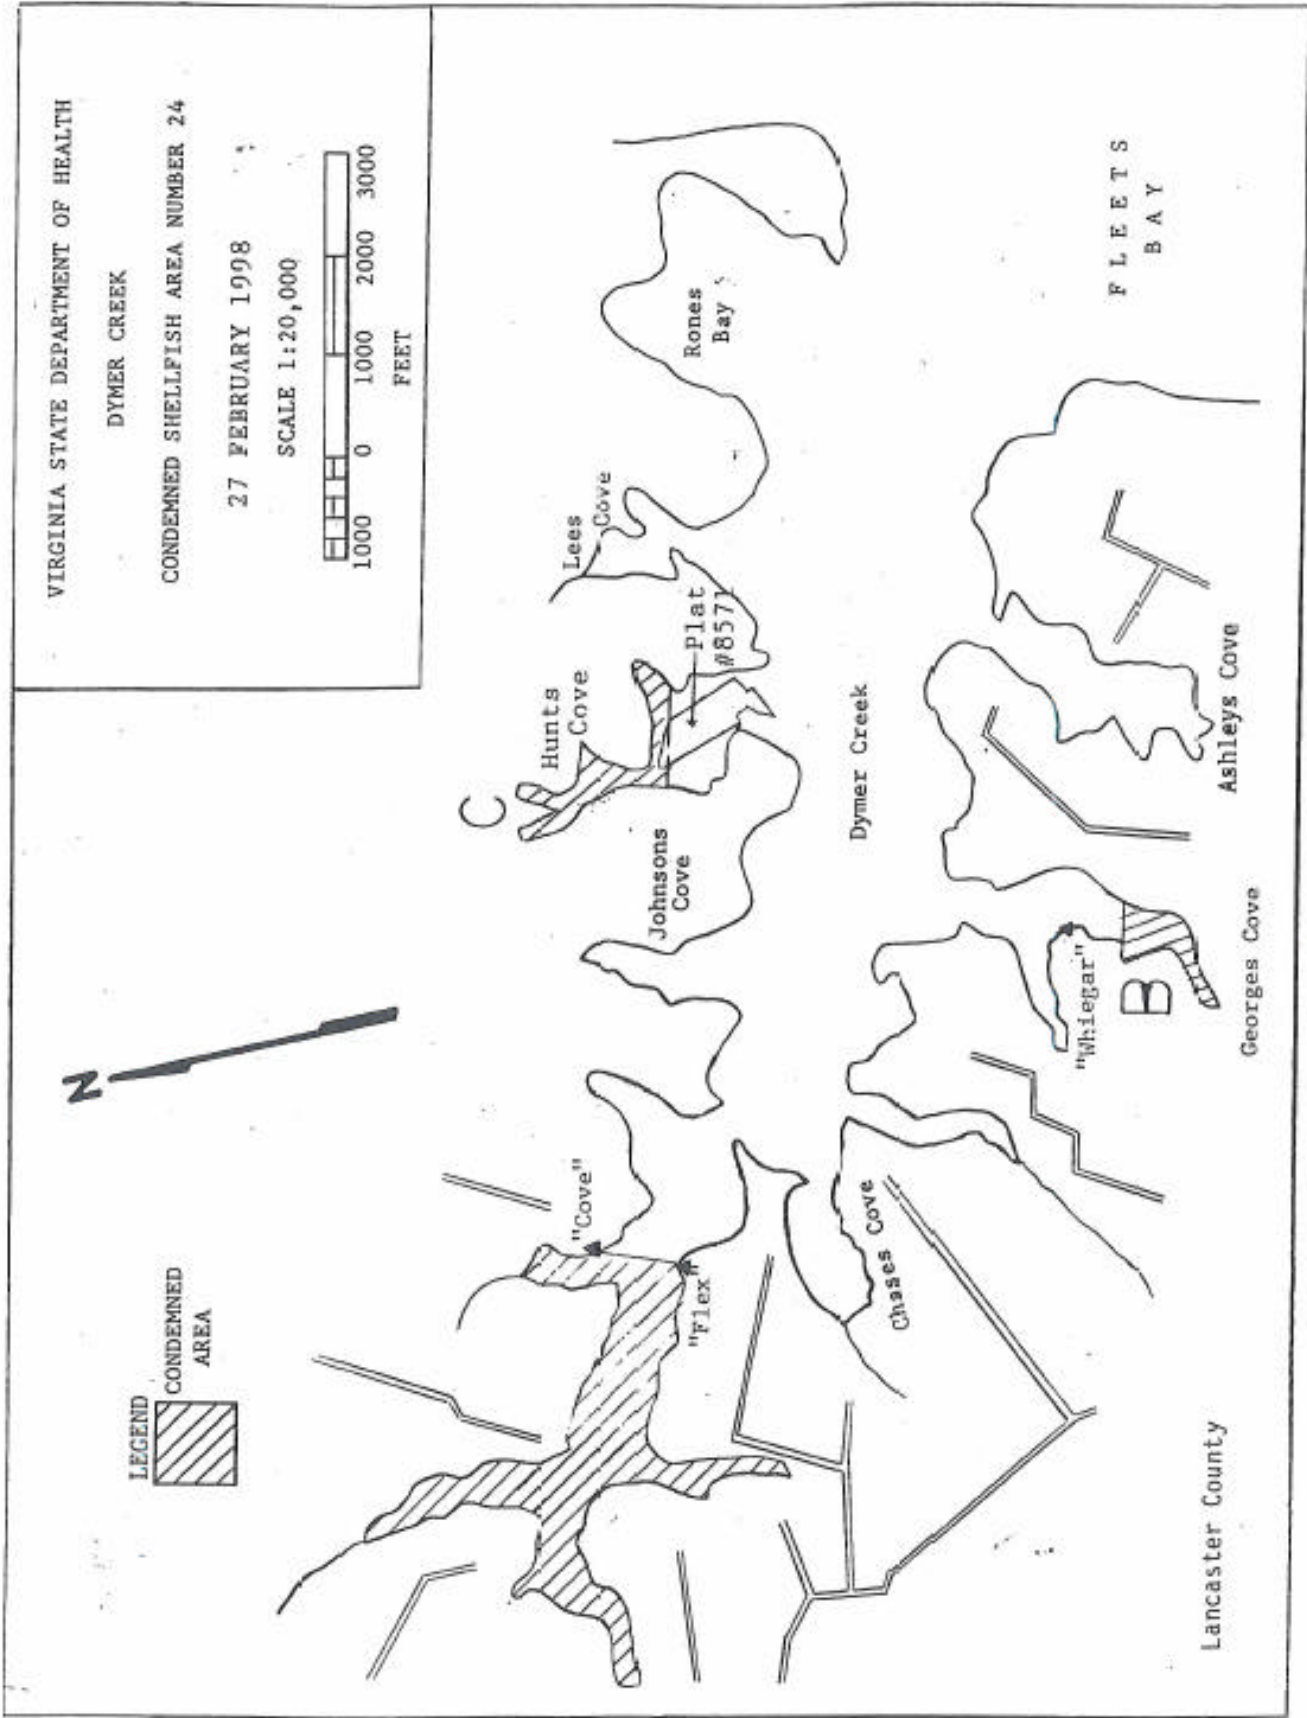 VIRGINIA STATE DEPARTMENT OF HEALTH
DYMER CREEK
CONDEMNED SHELLFISH AREA NUMBER 24
27 FEBRUARY 1998
SCALE 1:20,000
1000 0 1000 2000 3000
FEET
LEGEND
CONDEMNED
AREA
N
C
Hunts
Cove
Lees
Cove
Plat
#8571
Rones
Bay
Johnsons
Cove
"Cove"
"Flex"
Dymer Creek
Chases Cove
"Whiegar"
B
Georges Cove
Ashleys Cove
FLEETS
BAY
Lancaster County